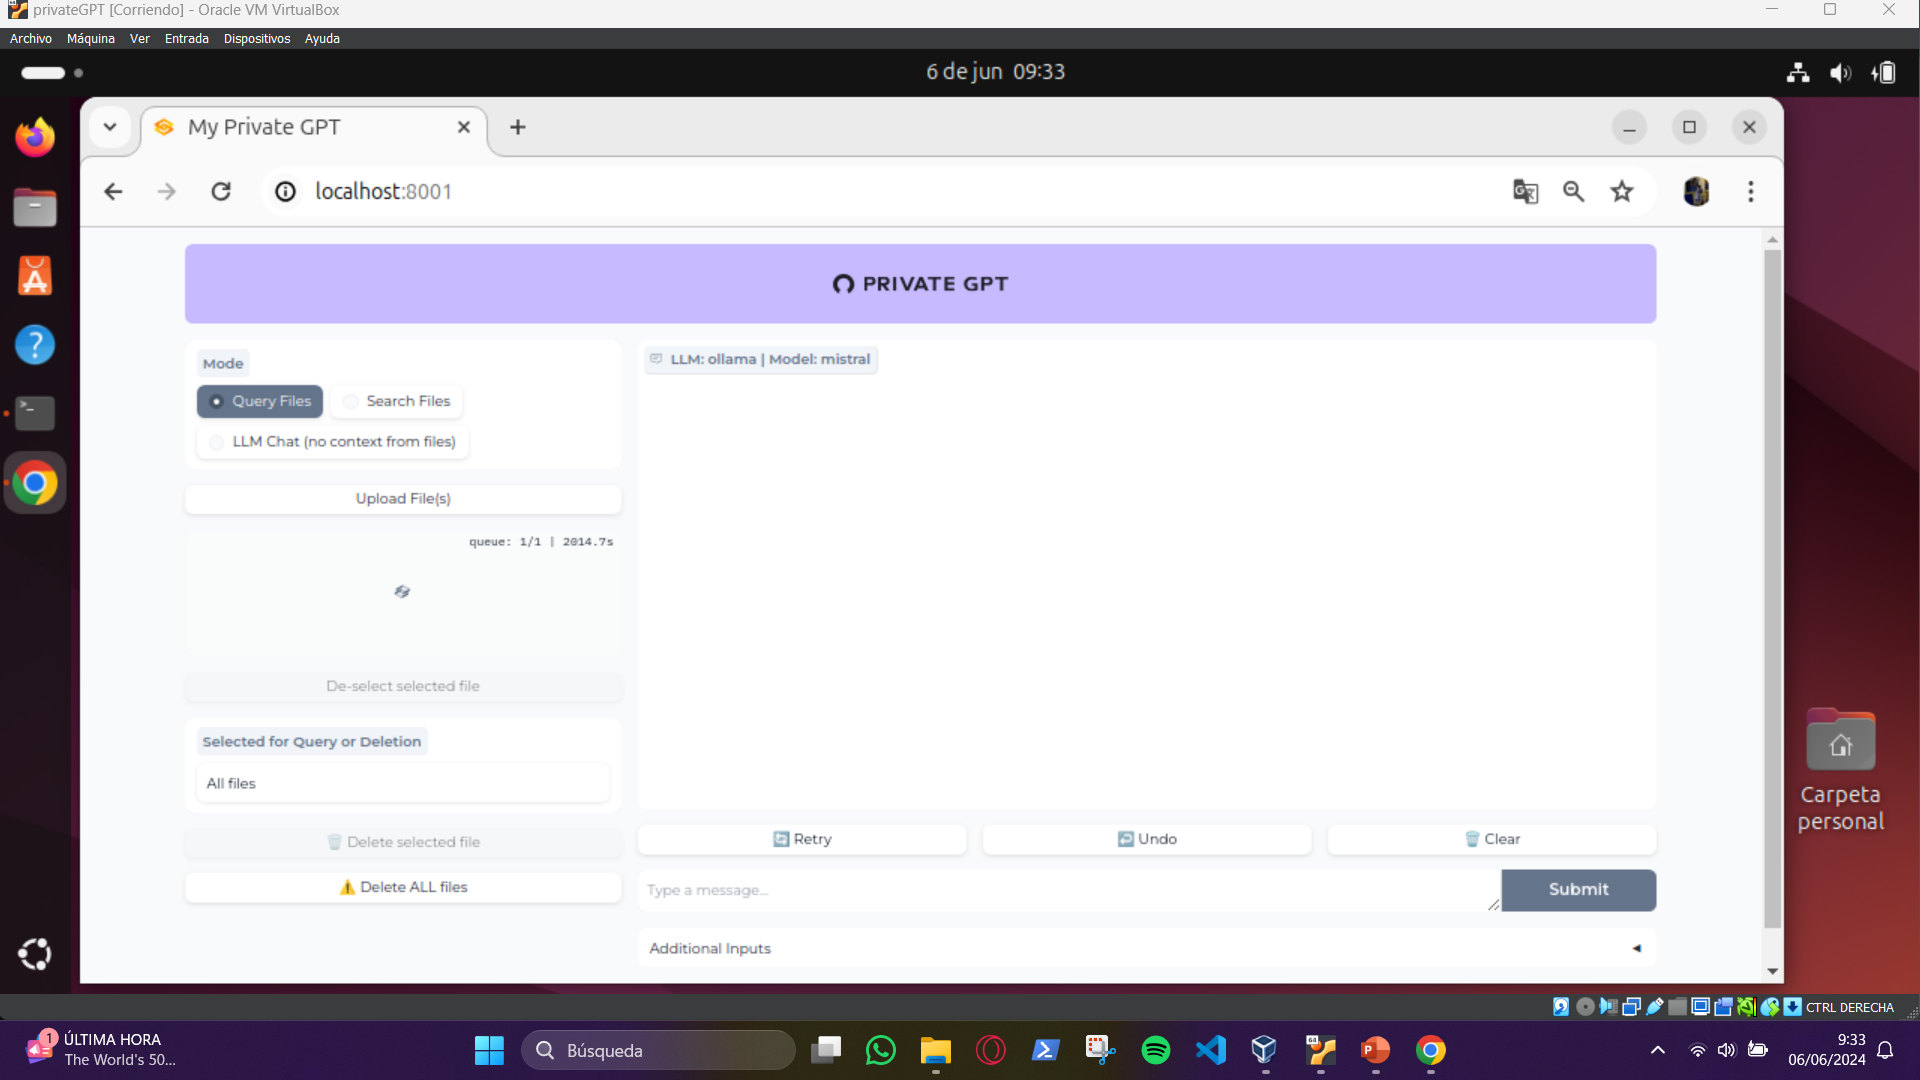 privateGPT [Corriendo] - Oracle VM VirtualBox
Archivo Máquina Ver Entrada Dispositivos Ayuda
6 de jun 09:33
My Private GPT
localhost:8001
PRIVATE GPT
Mode
Query Files
Search Files
LLM Chat (no context from files)
Upload File(s)
queue: 1/1 | 2014.7s
De-select selected file
Selected for Query or Deletion
All files
Delete selected file
Delete ALL files
LLM: ollama | Model: mistral
Retry
Undo
Clear
Type a message...
Submit
Additional Inputs
Carpeta
personal
CTRL DERECHA
1
ÚLTIMA HORA
The World's 50...
Búsqueda
64
9:33
06/06/2024